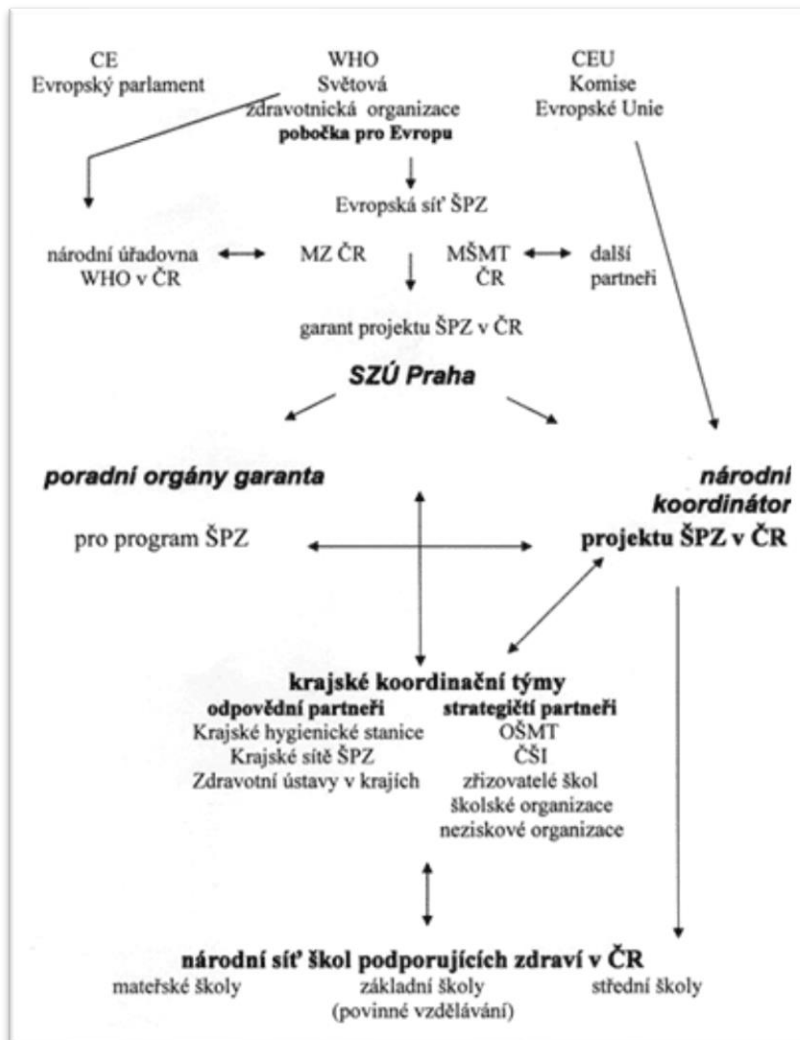 CE
Evropský parlament
WHO
Světová
zdravotnická organizace
pobočka pro Evropu
CEU
Komise
Evropské Unie
Evropská síť ŠPZ
národní úřadovna
WHO v ČR
MZ ČR
MŠMT
ČR
další
partneři
garant projektu ŠPZ v ČR
SZÚ Praha
poradní orgány garanta
pro program ŠPZ
národní
koordinátor
projektu ŠPZ v ČR
krajské koordinační týmy
odpovědní partneři
Krajské hygienické stanice
Krajské sítě ŠPZ
Zdravotní ústavy v krajích
strategičtí partneři
OŠMT
ČŠI
zřizovatelé škol
školské organizace
neziskové organizace
národní síť škol podporujících zdraví v ČR
mateřské školy
základní školy
(povinné vzdělávání)
střední školy